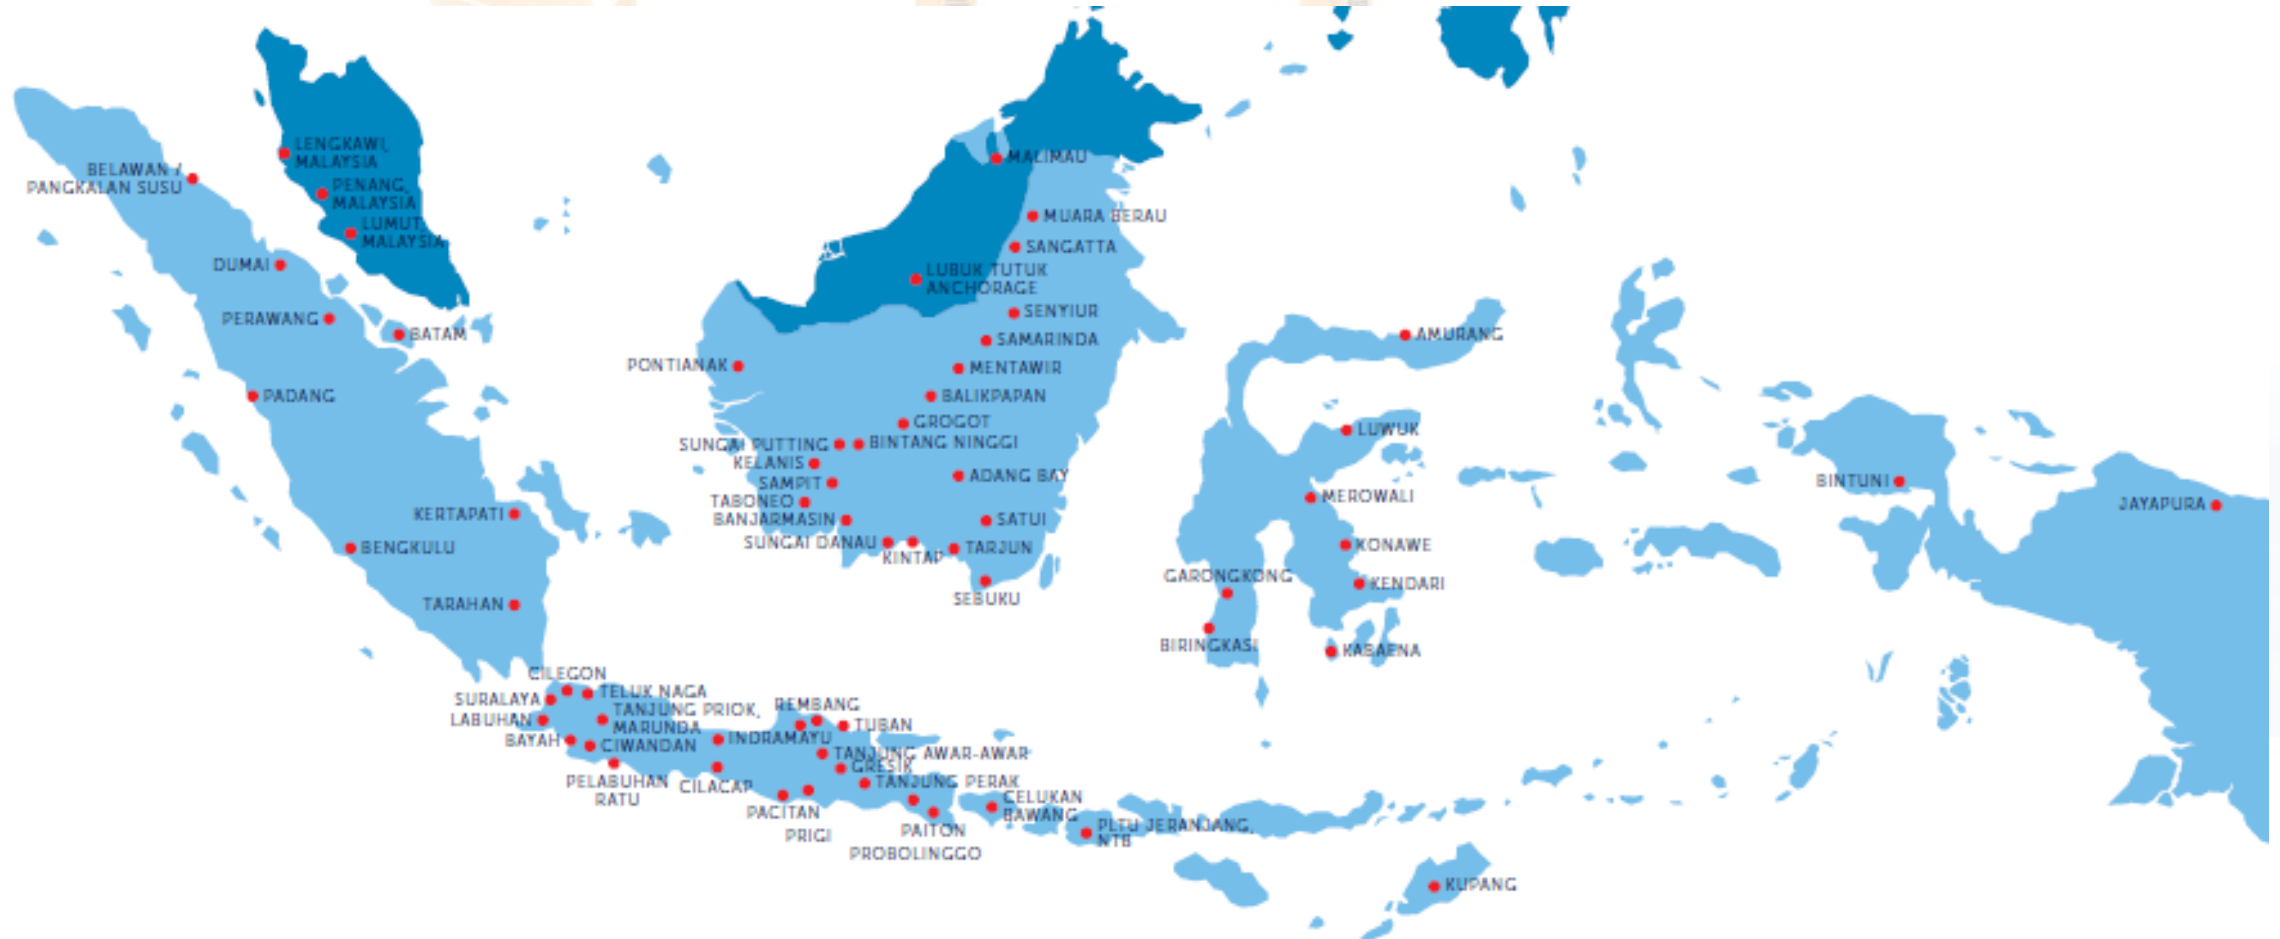 LENGKAWI,
MALAYSIA
BELAWAN /
PANGKALAN SUSU
PENANG,
MALAYSIA
LUMUT,
MALAYSIA
DUMAI
PERAWANG
BATAM
PADANG
KERTAPATI
BENGKULU
TARAHAN
MALIMAU
MUARA BERAU
SANGATTA
LUBUK TUTUK
ANCHORAGE
SENYIUR
SAMARINDA
PONTIANAK
MENTAWIR
BALIKPAPAN
GROGOT
SUNGAI PUTTING
BINTANG NINGGI
KELANIS
SAMPIT
ADANG BAY
TABONEO
BANJARMASIN
SATUI
SUNGAI DANAU
KINTAP
TARJUN
SEBUKU
AMURANG
LUWUK
MEROWALI
KONAWE
GARONGKONG
KENDARI
BIRINGKASI
KABAENA
BINTUNI
JAYAPURA
CILEGON
SURALAYA
TELUK NAGA
LABUHAN
TANJUNG PRIOK,
MARUNDA
BAYAH
CIWANDAN
PELABUHAN
RATU
INDRAMAYU
CILACAP
REMBANG
TUBAN
TANJUNG AWAR-AWAR
GRESIK
TANJUNG PERAK
PACITAN
PRIGI
PAITON
PROBOLINGGO
CELUKAN
BAWANG
PLTU JERANJANG,
NTB
KUPANG